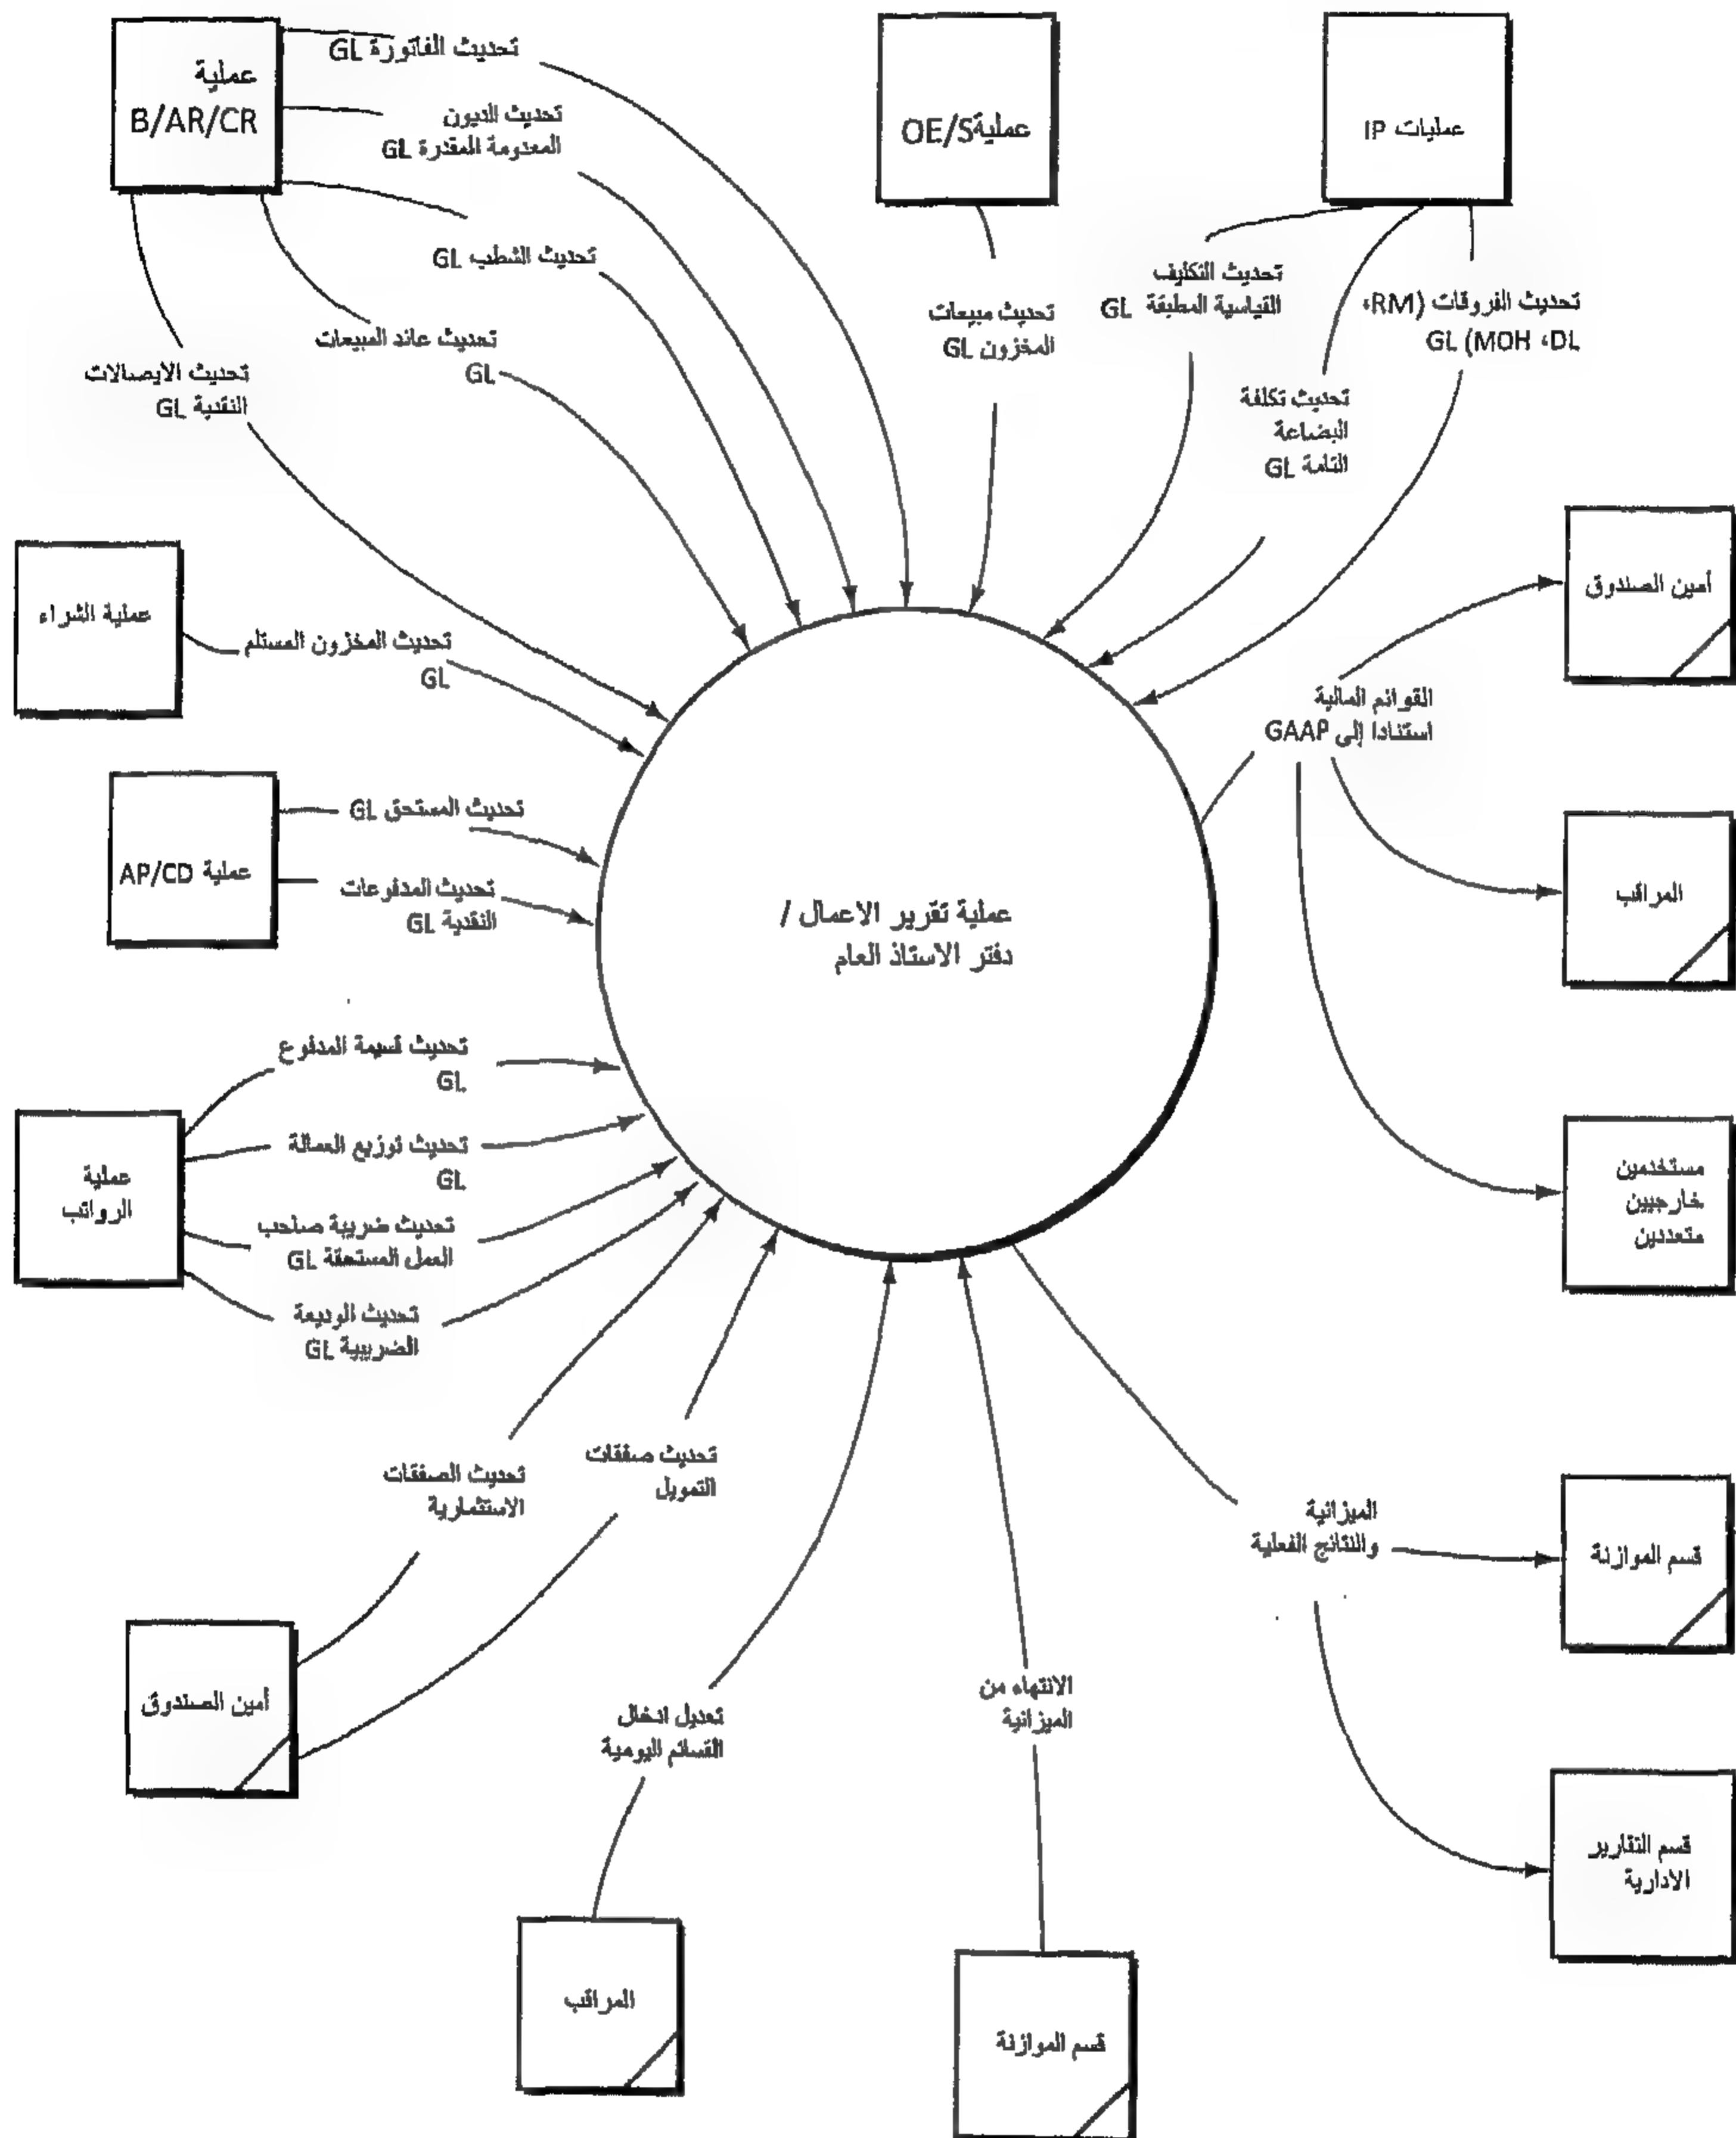 عملية
B/AR/CR
تحديث الفاتورة GL
تحديث الديون
المعدومة المقدرة GL
تحديث الشطب GL
تحديث عائد المبيعات
GL
تحديث الايصالات
النقدية GL
عملية OE/S
تحديث مبيعات
المخزون GL
عمليات IP
تحديث التكليف
القياسية المطبقة GL
تحديث تكلفة
البضاعة
التامة GL
تحديث الفروقات (RM،
DL، MOH) GL
عملية الشراء
تحديث المخزون المستلم
GL
عملية AP/CD
تحديث المستحق GL
تحديث المدفوعات
النقدية GL
عملية تقرير الاعمال /
دفتر الاستاذ العام
القوائم المالية
استنادا إلى GAAP
أمين الصندوق
المراقب
مستخدمين
خارجيين
متعددين
عملية
الرواتب
تحديث قسيمة المدفوع
GL
تحديث توزيع العمالة
GL
تحديث ضريبة صاحب
العمل المستحقة GL
تحديث الوديعة
الضريبية GL
تحديث الصفقات
الاستثمارية
تحديث صفقات
التمويل
أمين الصندوق
تعديل ادخال
القسائم اليومية
المراقب
الانتهاء من
الميزانية
قسم الموازنة
الميزانية
والنتائج الفعلية
قسم الموازنة
قسم التقارير
الادارية